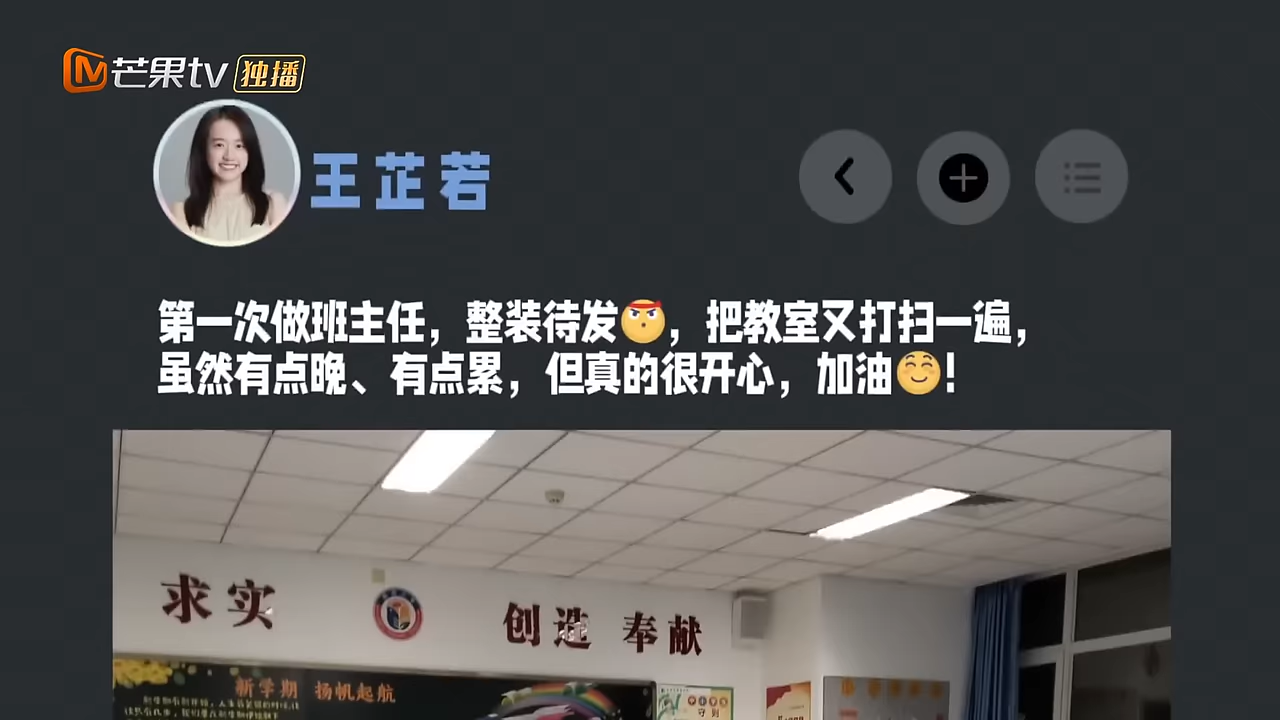 芒果tv 独播
王芷若
第一次做班主任，整装待发，把教室又打扫一遍，
虽然有点晚、有点累，但真的很开心，加油！
求实
创造 奉献
新学期 扬帆起航
守则